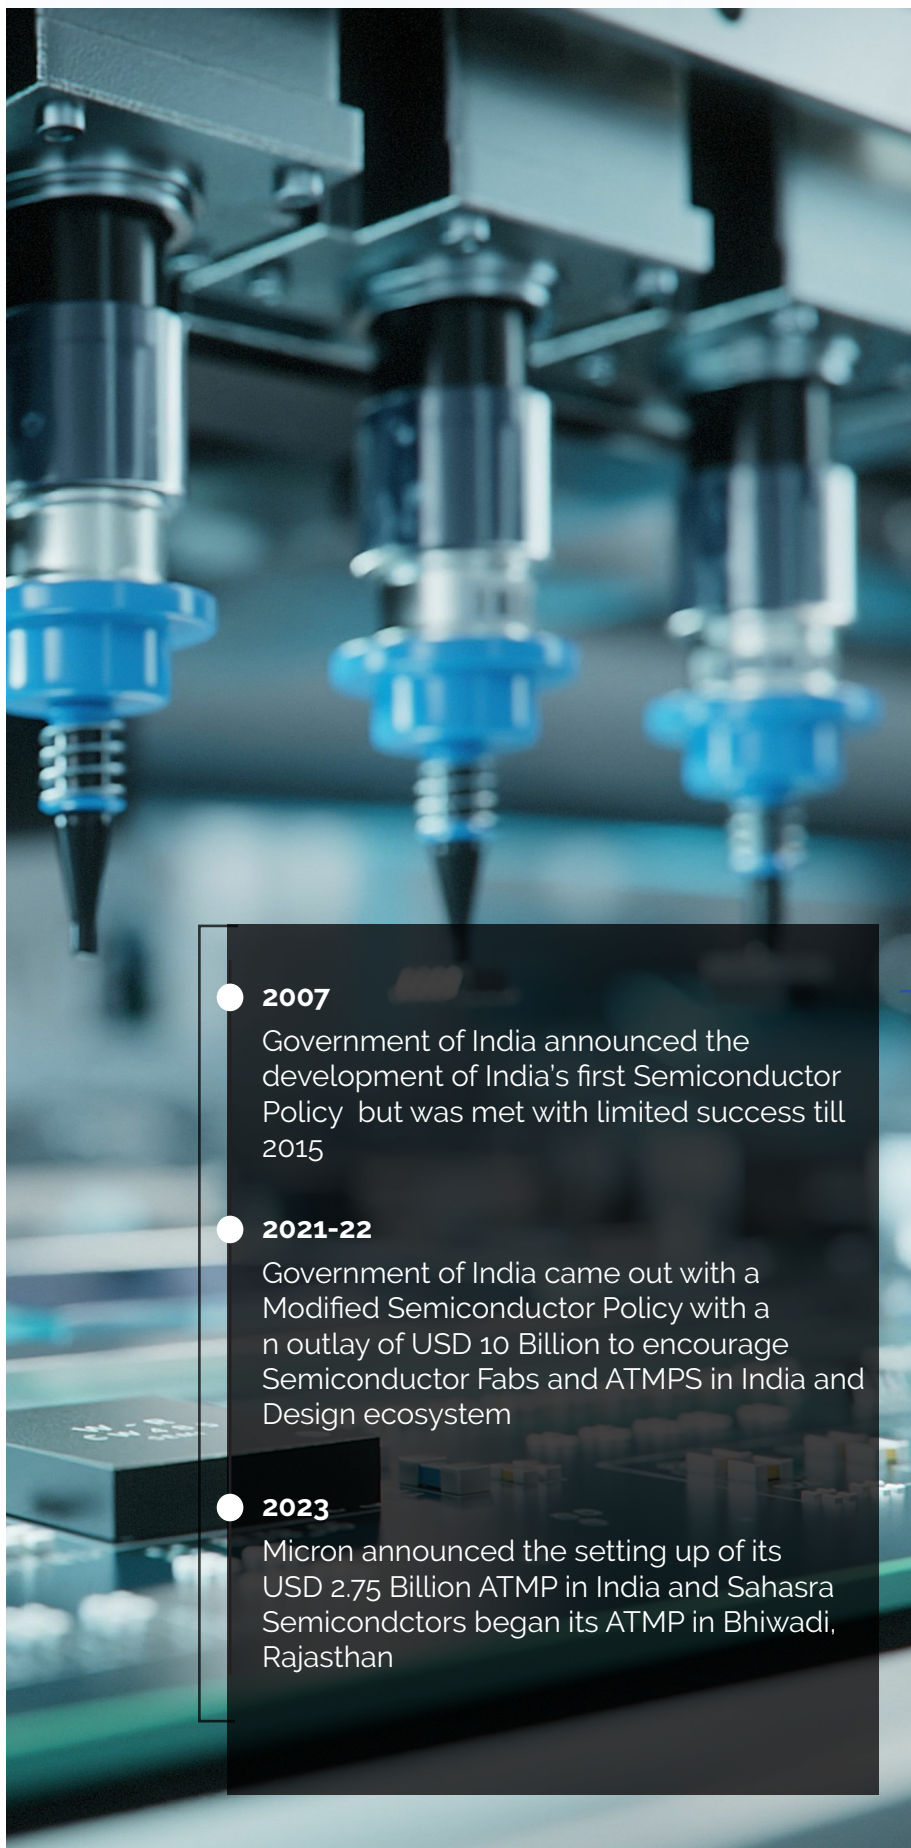 2007
Government of India announced the
development of India's first Semiconductor
Policy  but was met with limited success till
2015
2021-22
Government of India came out with a
Modified Semiconductor Policy with a
n outlay of USD 10 Billion to encourage
Semiconductor Fabs and ATMPS in India and
Design ecosystem
2023
Micron announced the setting up of its
USD 2.75 Billion ATMP in India and Sahasra
Semicondctors began its ATMP in Bhiwadi,
Rajasthan